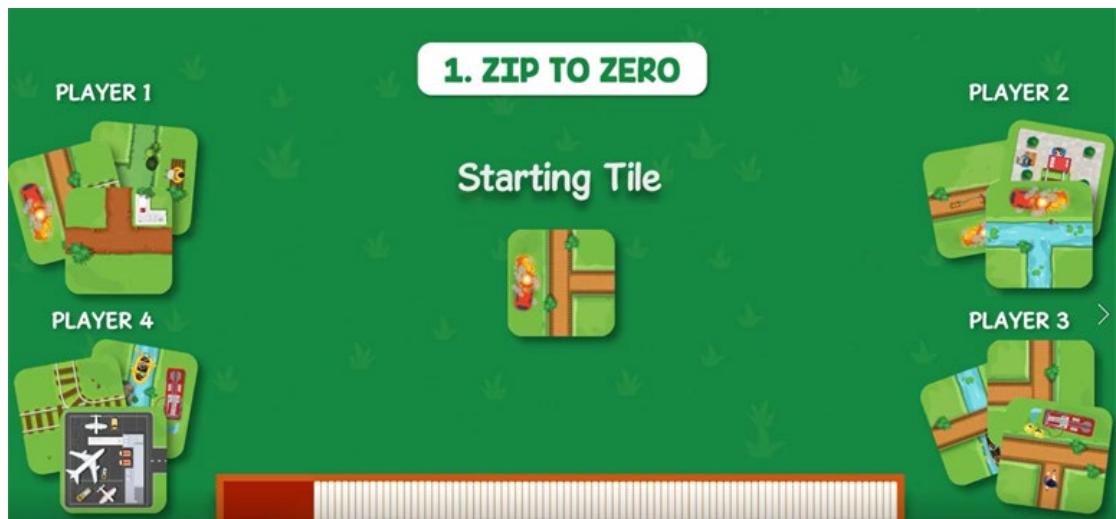 1. ZIP TO ZERO
PLAYER 1
PLAYER 2
Starting Tile
PLAYER 4
PLAYER 3